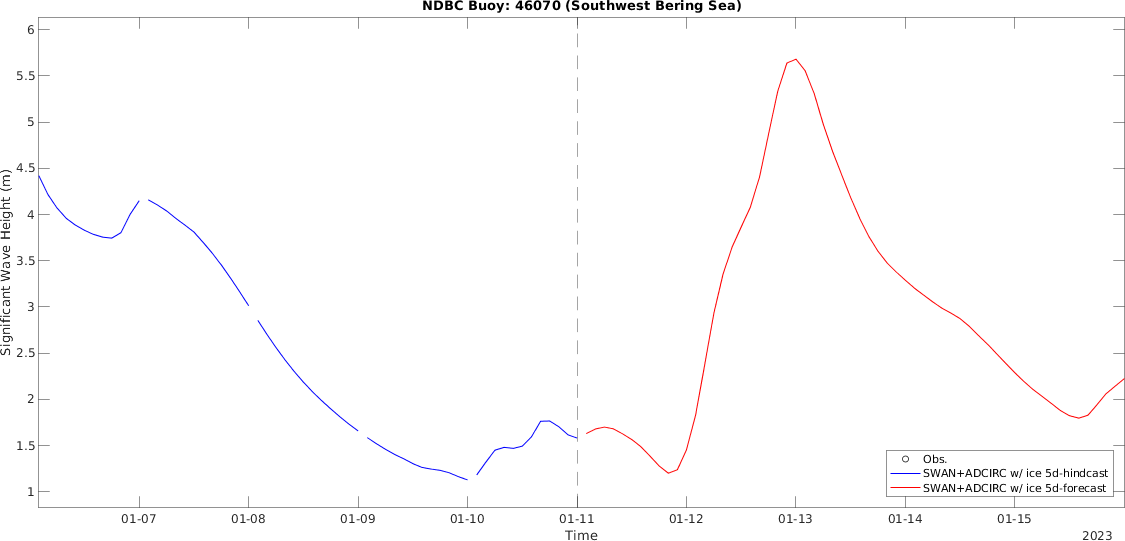 NDBC Buoy: 46070 (Southwest Bering Sea)
Significant Wave Height (m)
6
5.5
5
4.5
4
3.5
3
2.5
2
1.5
1
Obs.
SWAN+ADCIRC w/ ice 5d-hindcast
SWAN+ADCIRC w/ ice 5d-forecast
01-07 01-08 01-09 01-10 01-11 01-12 01-13 01-14 01-15
Time
2023